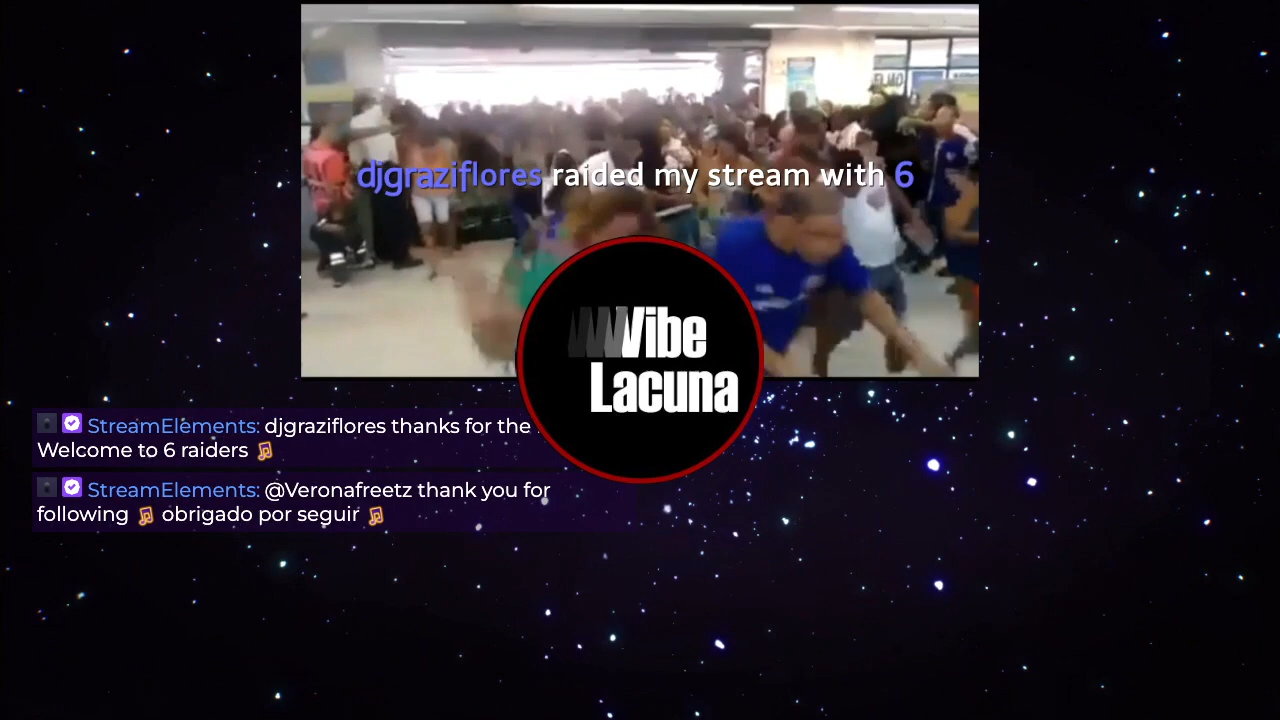 djgraziflores raided my stream with 6
Vibe
Lacuna
StreamElements: djgraziflores thanks for the
Welcome to 6 raiders
StreamElements: @Veronafreetz thank you for
following obrigado por seguir